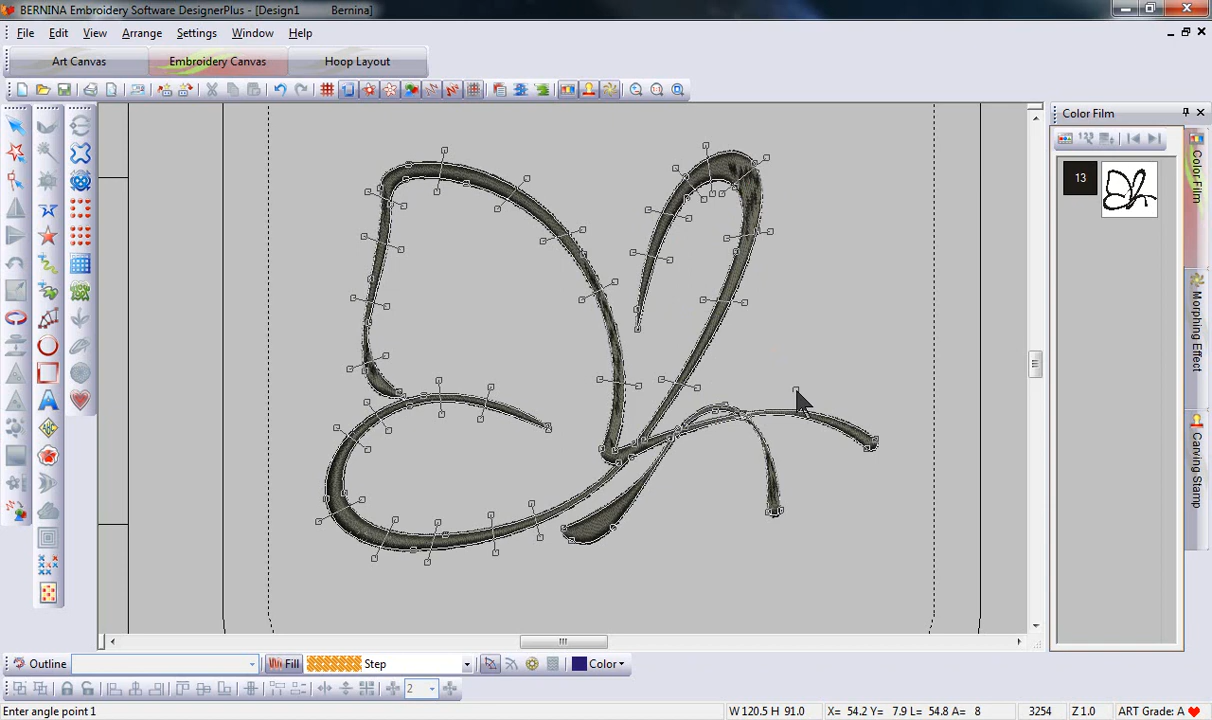 BERNINA Embroidery Software DesignerPlus - [Design1 Bernina]
File Edit View Arrange Settings Window Help
Art Canvas Embroidery Canvas Hoop Layout
Color Film
13
Color Film
Morphing Effect
Carving Stamp
Outline Fill Step Color
2
Enter angle point 1 W 120.5 H 91.0 X= 54.2 Y= 7.9 L= 54.8 A= 8 3254 Z 1.0 ART Grade: A